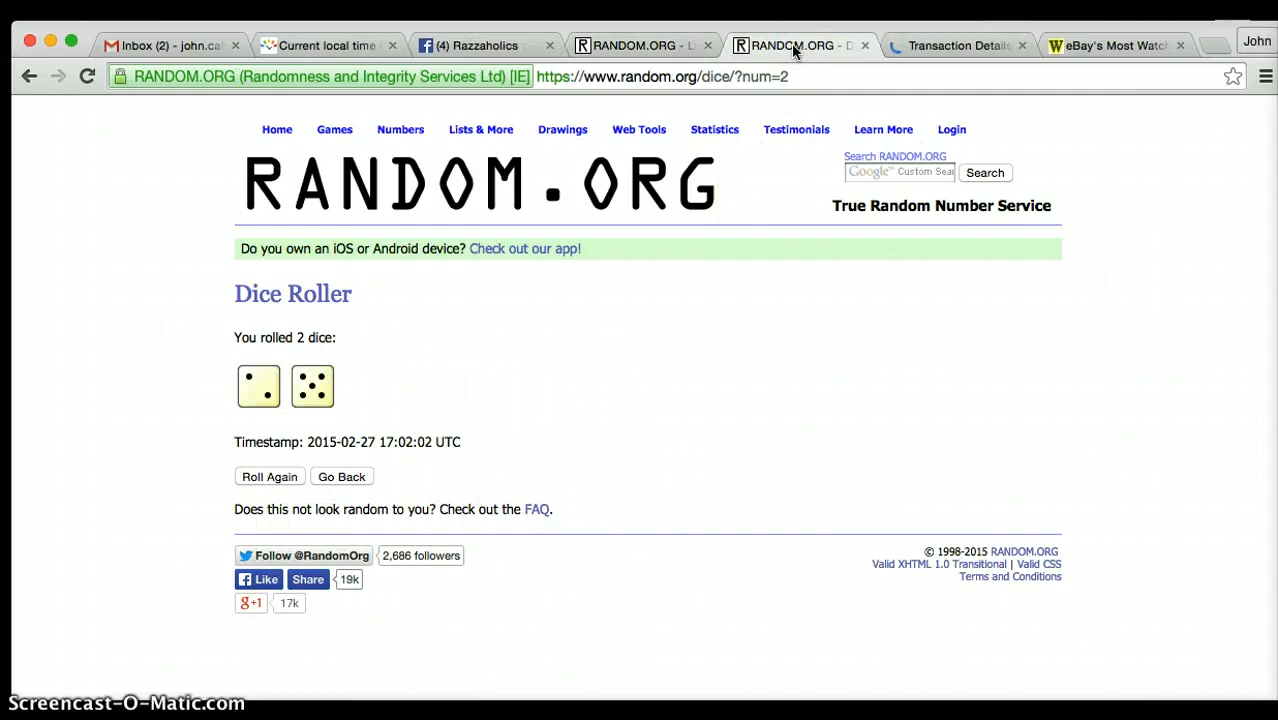 Inbox (2) - john.cal
Current local time
(4) Razzaholics
RANDOM.ORG - Li
RANDOM.ORG - D
Transaction Details
eBay's Most Watch
John
RANDOM.ORG (Randomness and Integrity Services Ltd) [IE] https://www.random.org/dice/?num=2
Home Games Numbers Lists & More Drawings Web Tools Statistics Testimonials Learn More Login
RANDOM.ORG
Search RANDOM.ORG
Google™ Custom Sear Search
True Random Number Service
Do you own an iOS or Android device? Check out our app!
Dice Roller
You rolled 2 dice:
Timestamp: 2015-02-27 17:02:02 UTC
Roll Again Go Back
Does this not look random to you? Check out the FAQ.
Follow @RandomOrg 2,686 followers
Like Share 19k
g+1 17k
© 1998-2015 RANDOM.ORG
Valid XHTML 1.0 Transitional | Valid CSS
Terms and Conditions
Screencast-O-Matic.com